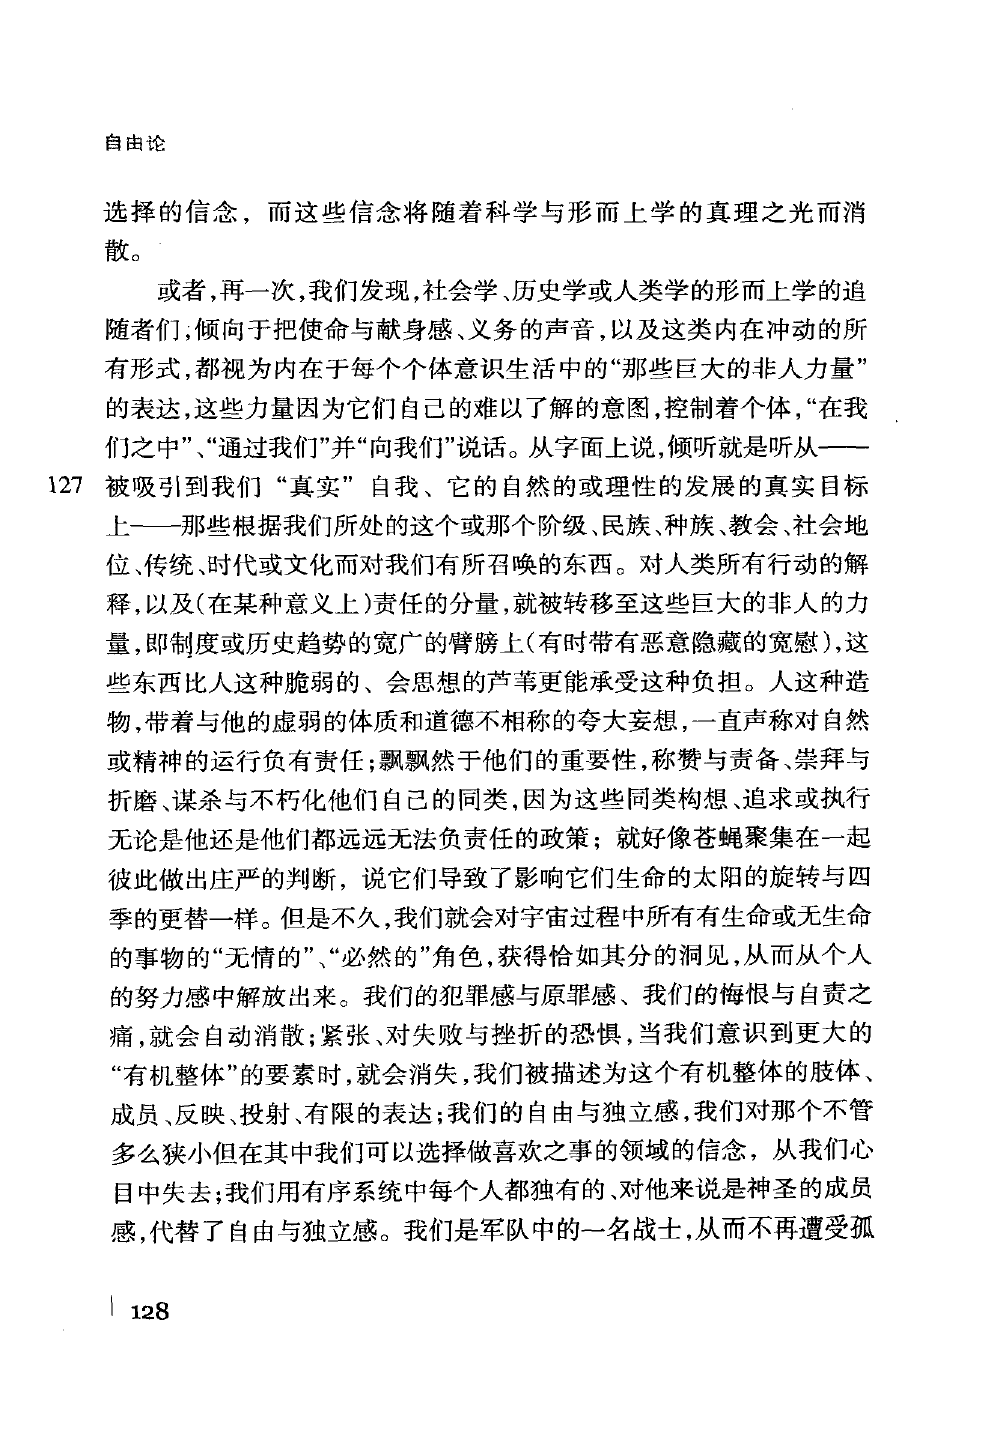 自由论
选择的信念，而这些信念将随着科学与形而上学的真理之光而消
散。
或者，再一次，我们发现，社会学、历史学或人类学的形而上学的追
随者们，倾向于把使命与献身感、义务的声音，以及这类内在冲动的所
有形式，都视为内在于每个个体意识生活中的“那些巨大的非人力量”
的表达，这些力量因为它们自己的难以了解的意图，控制着个体，“在我
们之中”、“通过我们”并“向我们”说话。从字面上说，倾听就是听从——
127 被吸引到我们“真实”自我、它的自然的或理性的发展的真实目标
上——那些根据我们所处的这个或那个阶级、民族、种族、教会、社会地
位、传统、时代或文化而对我们有所召唤的东西。对人类所有行动的解
释，以及（在某种意义上）责任的分量，就被转移至这些巨大的非人的力
量，即制度或历史趋势的宽广的臂膀上（有时带有恶意隐藏的宽慰），这
些东西比人这种脆弱的、会思想的芦苇更能承受这种负担。人这种造
物，带着与他的虚弱的体质和道德不相称的夸大妄想，一直声称对自然
或精神的运行负有责任；飘飘然于他们的重要性，称赞与责备、崇拜与
折磨、谋杀与不朽化他们自己的同类，因为这些同类构想、追求或执行
无论是他还是他们都远远无法负责任的政策；就好像苍蝇聚集在一起
彼此做出庄严的判断，说它们导致了影响它们生命的太阳的旋转与四
季的更替一样。但是不久，我们就会对宇宙过程中所有有生命或无生命
的事物的“无情的”、“必然的”角色，获得恰如其分的洞见，从而从个人
的努力感中解放出来。我们的犯罪感与原罪感、我们的悔恨与自责之
痛，就会自动消散；紧张、对失败与挫折的恐惧，当我们意识到更大的
“有机整体”的要素时，就会消失，我们被描述为这个有机整体的肢体、
成员、反映、投射、有限的表达；我们的自由与独立感，我们对那个不管
多么狭小但在其中我们可以选择做喜欢之事的领域的信念，从我们心
目中失去；我们用有序系统中每个人都独有的、对他来说是神圣的成员
感，代替了自由与独立感。我们是军队中的一名战士，从而不再遭受孤
128